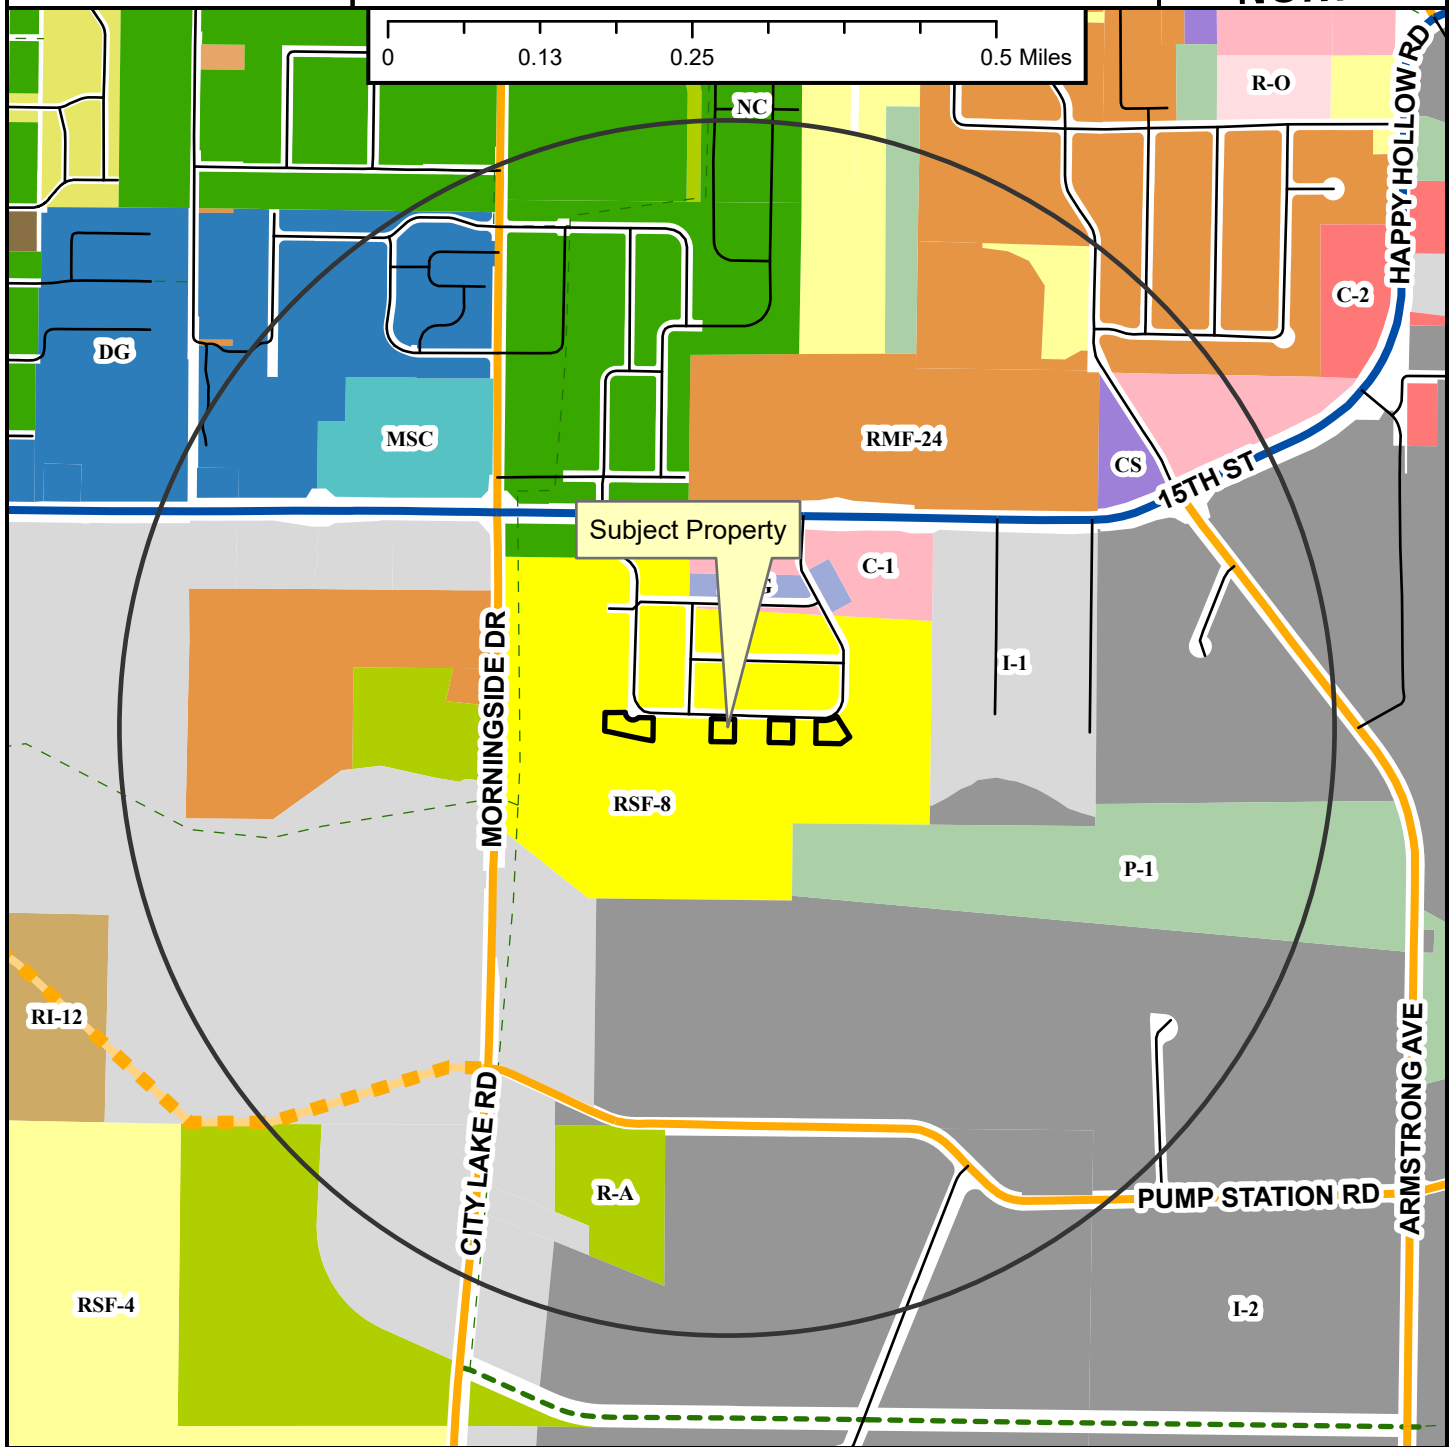 0 0.13 0.25 0.5 Miles
NC
R-O
HAPPY HOLLOW RD
C-2
DG
MSC
RMF-24
CS
15TH ST
Subject Property
C-1
I-1
MORNINGSIDE DR
RSF-8
P-1
RI-12
CITY LAKE RD
R-A
PUMP STATION RD
ARMSTRONG AVE
RSF-4
I-2